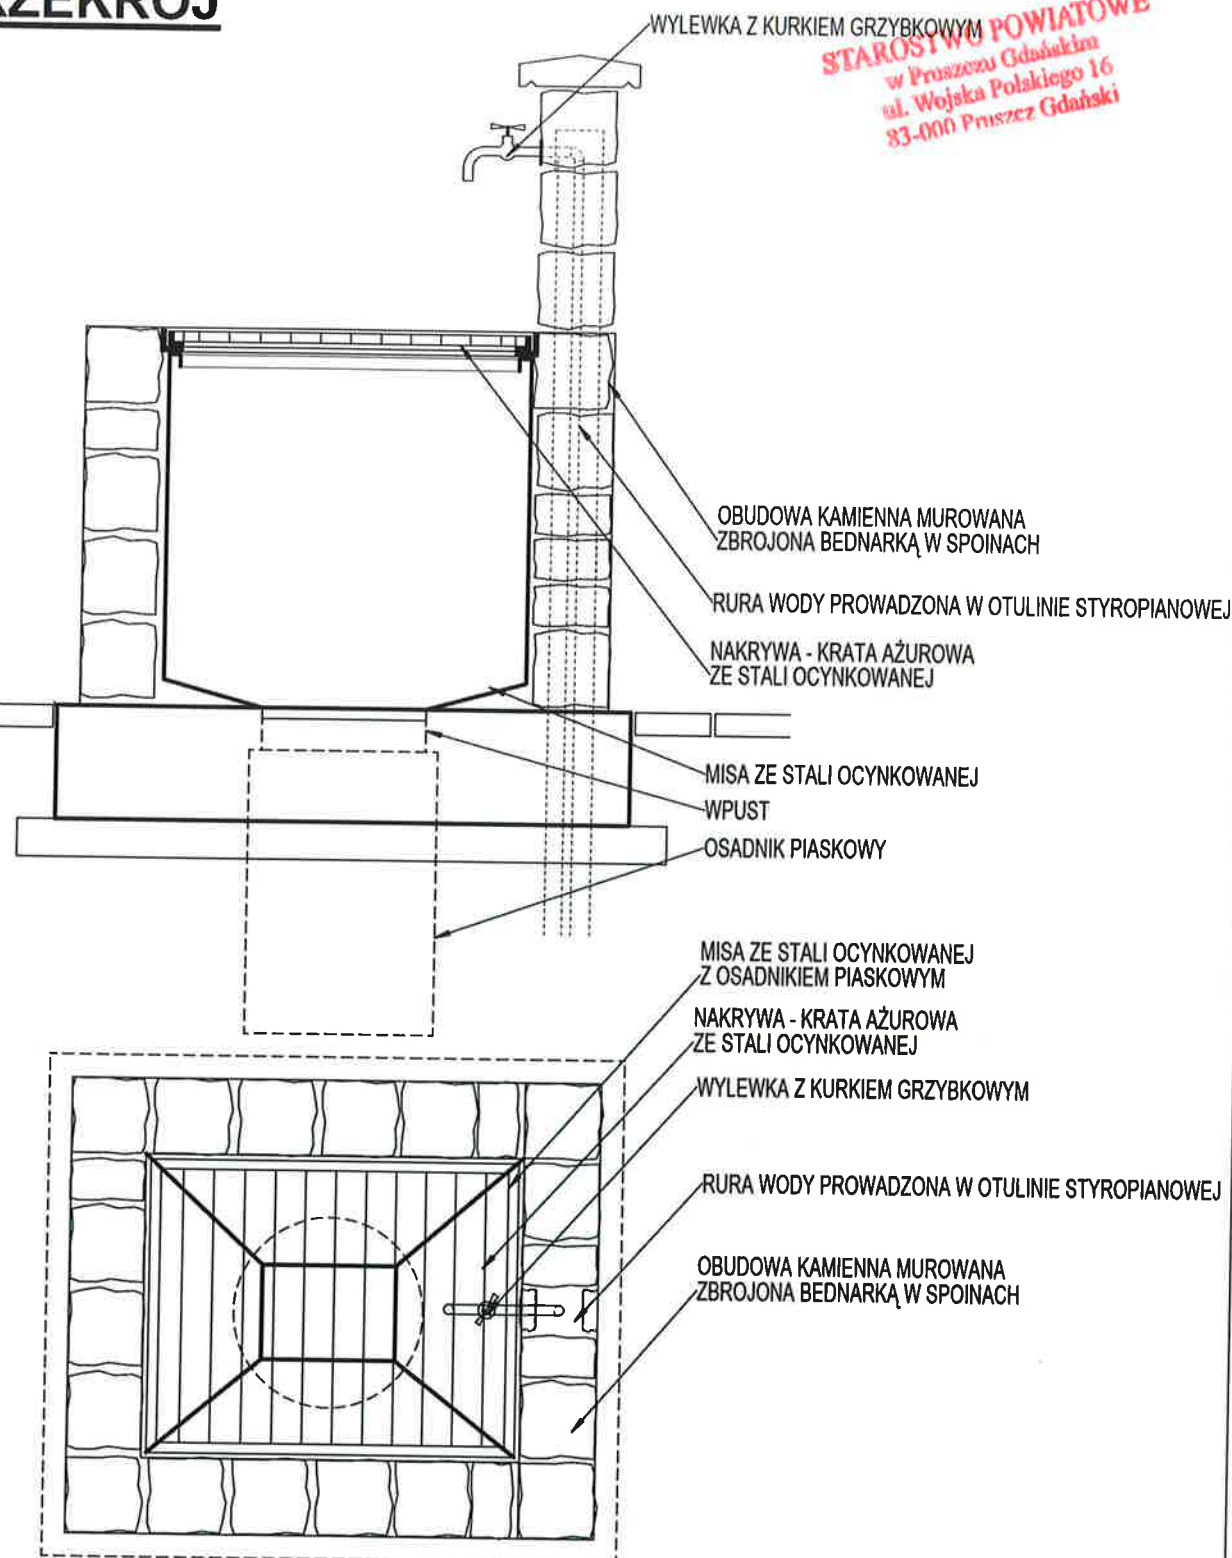 RZEKRÓJ
WYLEWKA Z KURKIEM GRZYBKOWYM
STAROSTWO POWIATOWE
w Pruszczu Gdańskim
ul. Wojska Polskiego 16
83-000 Pruszcz Gdański
OBUDOWA KAMIENNA MUROWANA
ZBROJONA BEDNARKĄ W SPOINACH
RURA WODY PROWADZONA W OTULINIE STYROPIANOWEJ
NAKRYWA - KRATA AŻUROWA
ZE STALI OCYNKOWANEJ
MISA ZE STALI OCYNKOWANEJ
WPUST
OSADNIK PIASKOWY
MISA ZE STALI OCYNKOWANEJ
Z OSADNIKIEM PIASKOWYM
NAKRYWA - KRATA AŻUROWA
ZE STALI OCYNKOWANEJ
WYLEWKA Z KURKIEM GRZYBKOWYM
RURA WODY PROWADZONA W OTULINIE STYROPIANOWEJ
OBUDOWA KAMIENNA MUROWANA
ZBROJONA BEDNARKĄ W SPOINACH